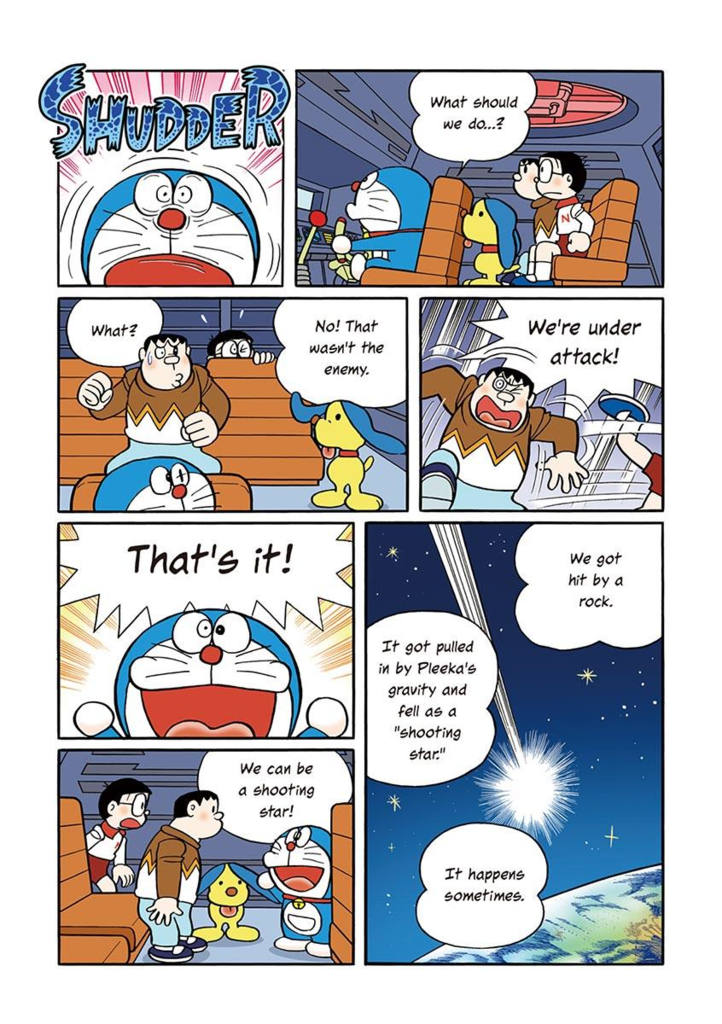 What should
we do...?
SHUDDER
We're under
attack!
No! That
wasn't the
enemy.
What?
We got
hit by a
rock.
It got pulled
in by Pleeka's
gravity and
fell as a
"shooting
star."
It happens
sometimes.
That's it!
We can be
a shooting
star!
N